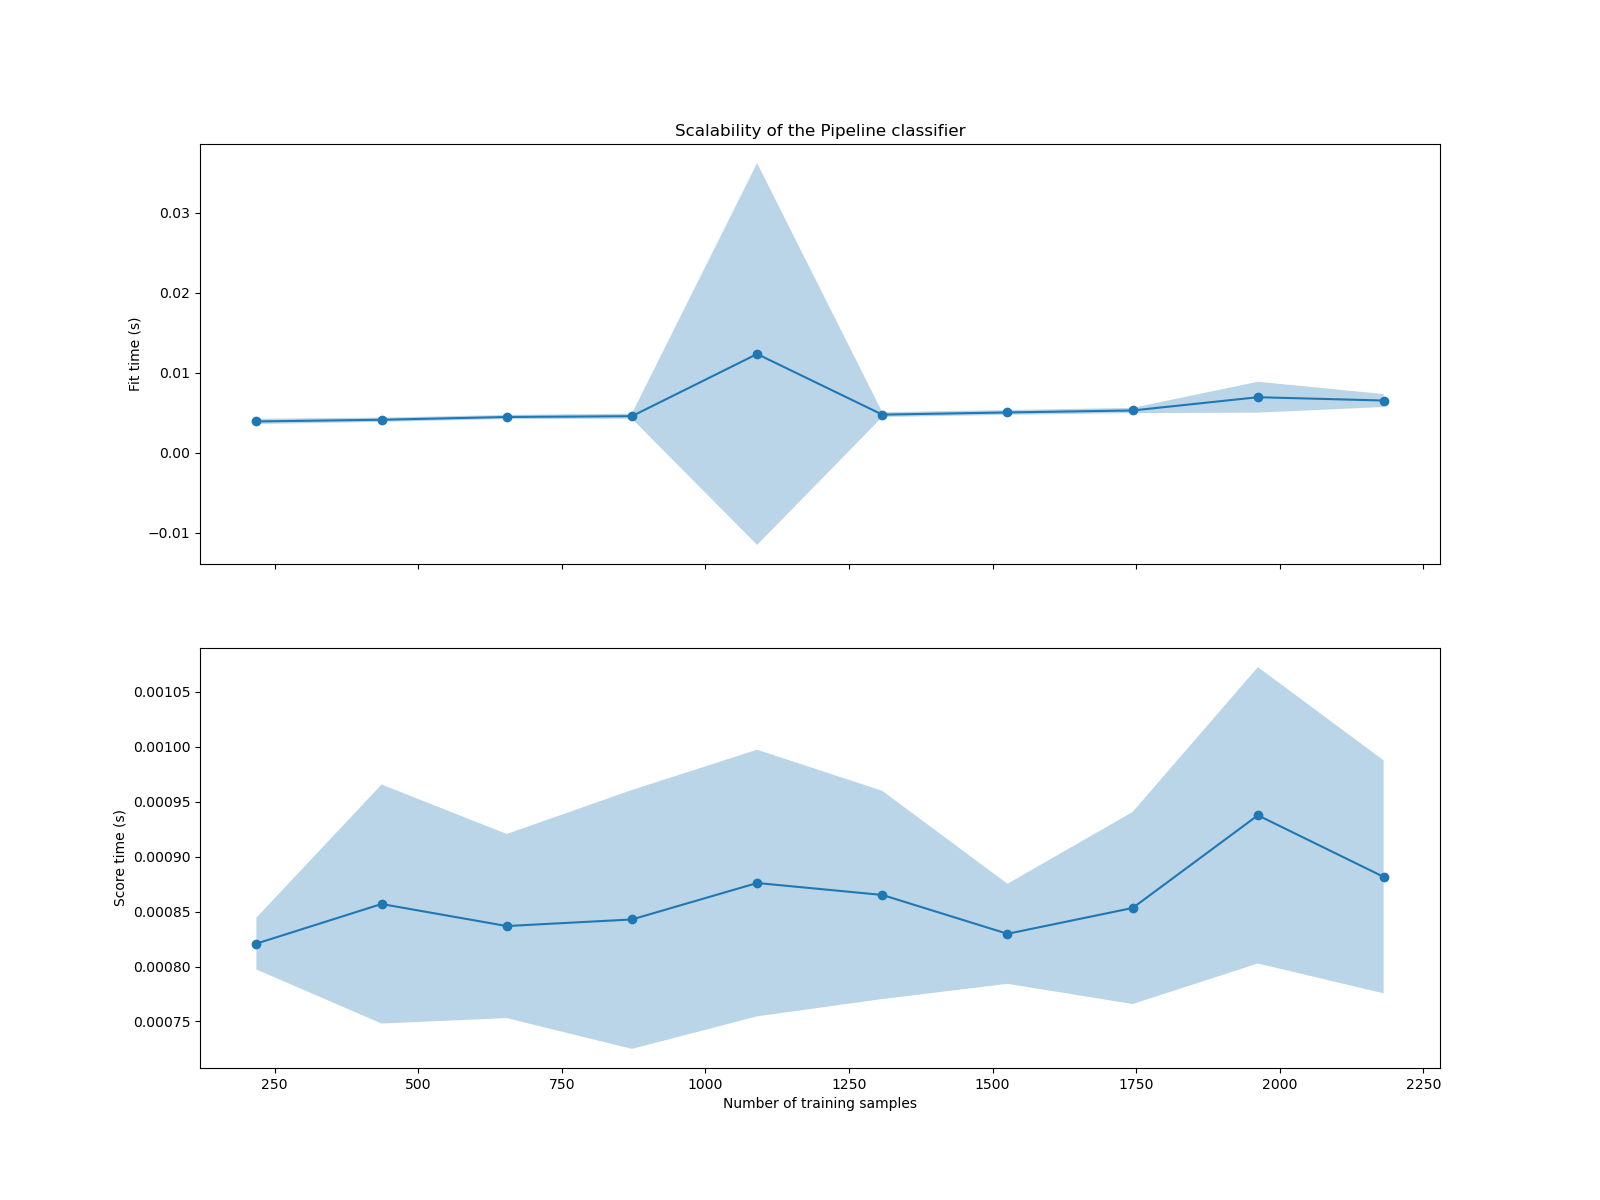 Scalability of the Pipeline classifier
0.03
0.02
0.01
0.00
−0.01
Fit time (s)
0.00105
0.00100
0.00095
0.00090
0.00085
0.00080
0.00075
Score time (s)
250 500 750 1000 1250 1500 1750 2000 2250
Number of training samples